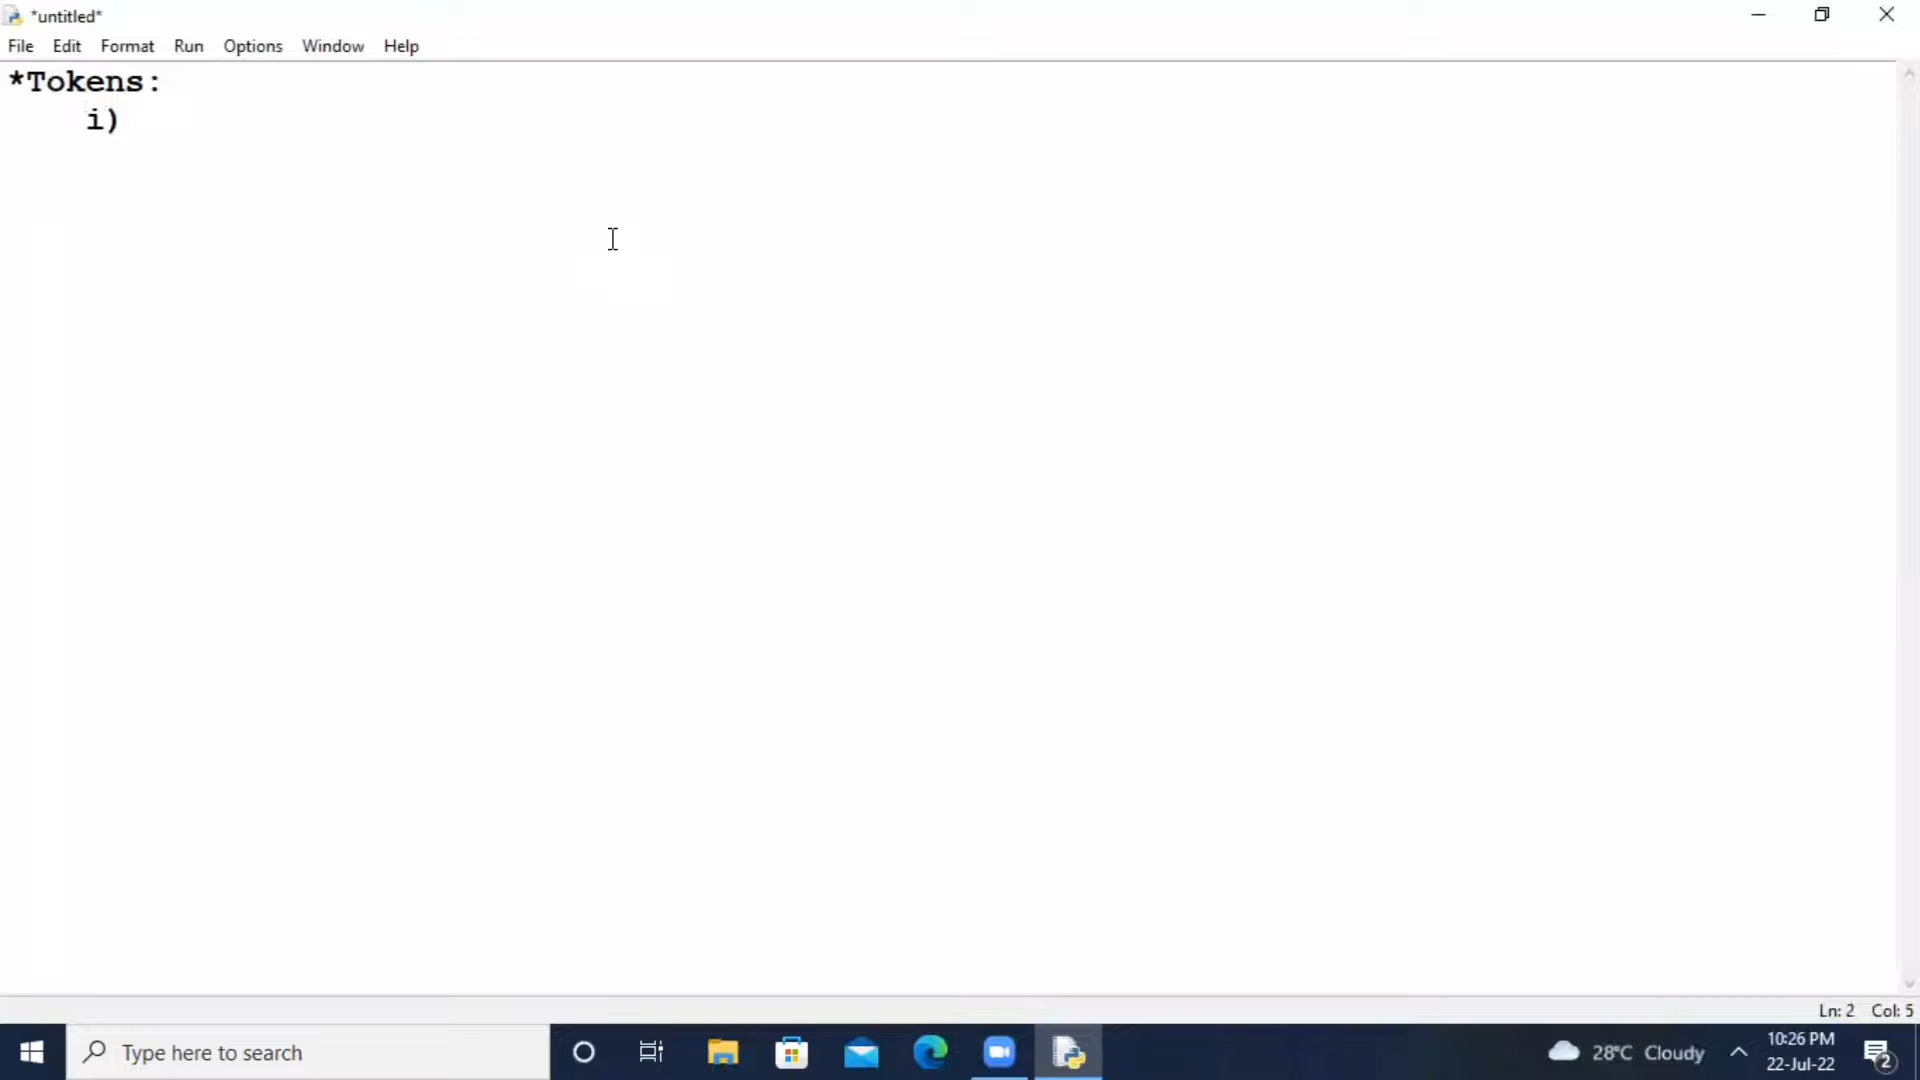 *untitled*
File Edit Format Run Options Window Help
*Tokens:
i)
Ln: 2 Col: 5
Type here to search
28°C Cloudy
10:26 PM
22-Jul-22
2